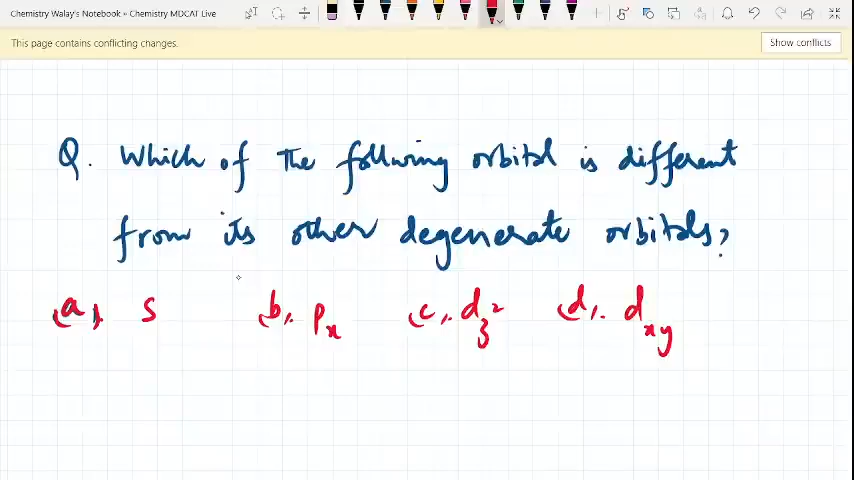 Chemistry Walay's Notebook » Chemistry MDCAT Live
This page contains conflicting changes.
Show conflicts
Q. Which of the following orbital is different
from its other degenerate orbitals?
(a). s (b). px (c). dz² (d). dxy